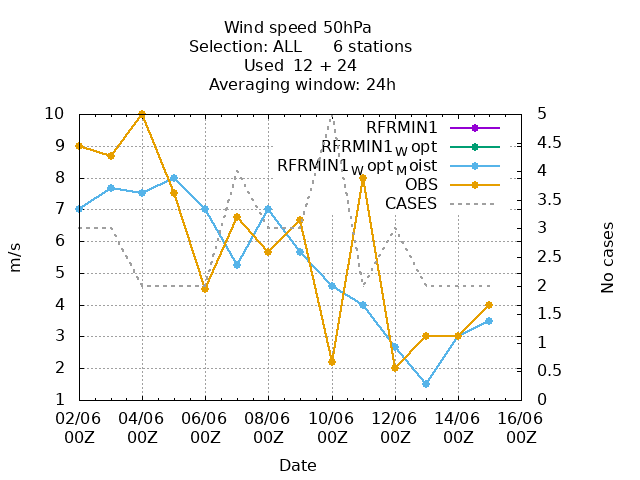 Wind speed 50hPa
Selection: ALL 6 stations
Used 12 + 24
Averaging window: 24h
RFRMIN1
RFRMIN1W opt
RFRMIN1W opt M oist
OBS
CASES
10
9
8
7
6
5
4
3
2
1
m/s
5
4.5
4
3.5
3
2.5
2
1.5
1
0.5
0
No cases
02/06 04/06 06/06 08/06 10/06 12/06 14/06 16/06
00Z 00Z 00Z 00Z 00Z 00Z 00Z 00Z
Date